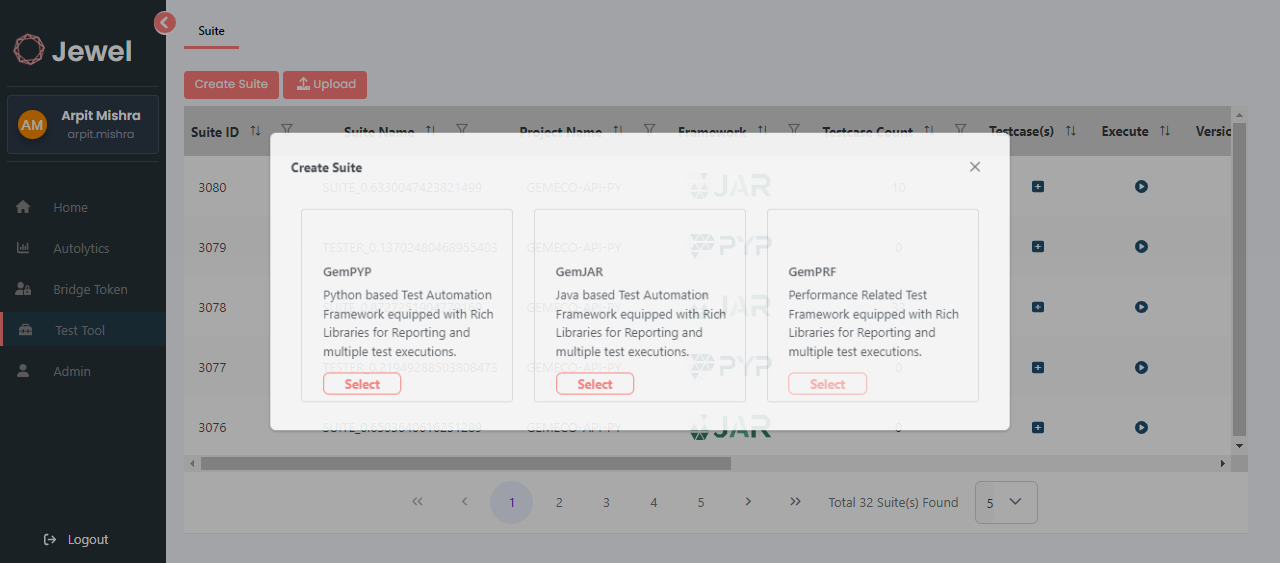 Jewel
Arpit Mishra
AM
arpit.mishra
Home
Autolytics
Bridge Token
Test Tool
Admin
Logout
Suite
Create Suite Upload
Suite ID Suite Name Project Name Framework Testcase Count Testcase(s) Execute Versio
3080 SUITE_0.6330047423821499 GEMECO-API-PY JAR 10
3079 TESTER_0.13702480468955403 GEMECO-API-PY PYP 0
3078
3077 TESTER_0.21949288503808473 GEMECO-API-PY PYP 0
3076 GEMECO-API-PY JAR 0
Create Suite
GemPYP
Python based Test Automation
Framework equipped with Rich
Libraries for Reporting and
multiple test executions.
Select
GemJAR
Java based Test Automation
Framework equipped with Rich
Libraries for Reporting and
multiple test executions.
Select
GemPRF
Performance Related Test
Framework equipped with Rich
Libraries for Reporting and
multiple test executions.
Select
1 2 3 4 5 Total 32 Suite(s) Found 5